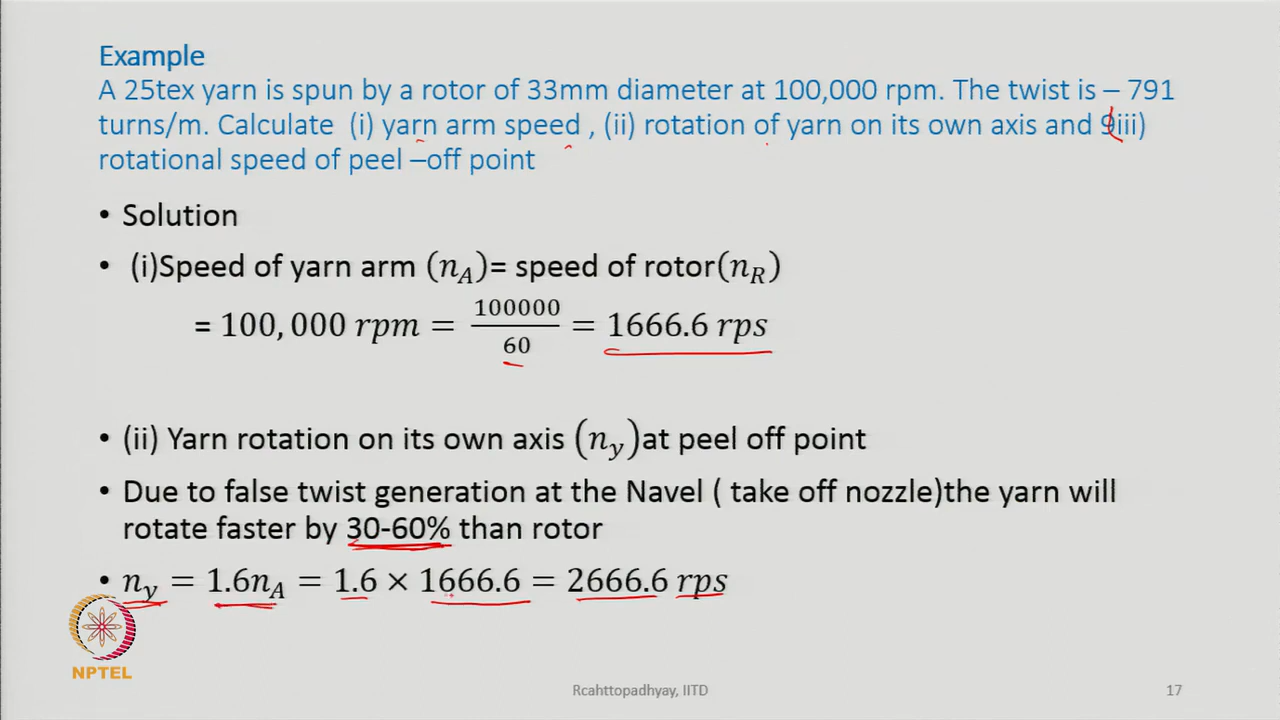 Example
A 25tex yarn is spun by a rotor of 33mm diameter at 100,000 rpm. The twist is – 791
turns/m. Calculate (i) yarn arm speed , (ii) rotation of yarn on its own axis and 9iii)
rotational speed of peel –off point
• Solution
• (i)Speed of yarn arm (n_A)= speed of rotor(n_R)
= 100,000 rpm = 100000/60 = 1666.6 rps
• (ii) Yarn rotation on its own axis (n_y)at peel off point
• Due to false twist generation at the Navel ( take off nozzle)the yarn will
rotate faster by 30-60% than rotor
• n_y = 1.6n_A = 1.6 × 1666.6 = 2666.6 rps
NPTEL
Rcahttopadhyay, IITD
17